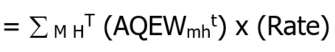 = ∑ M H^T (AQEW_mh^t) x (Rate)